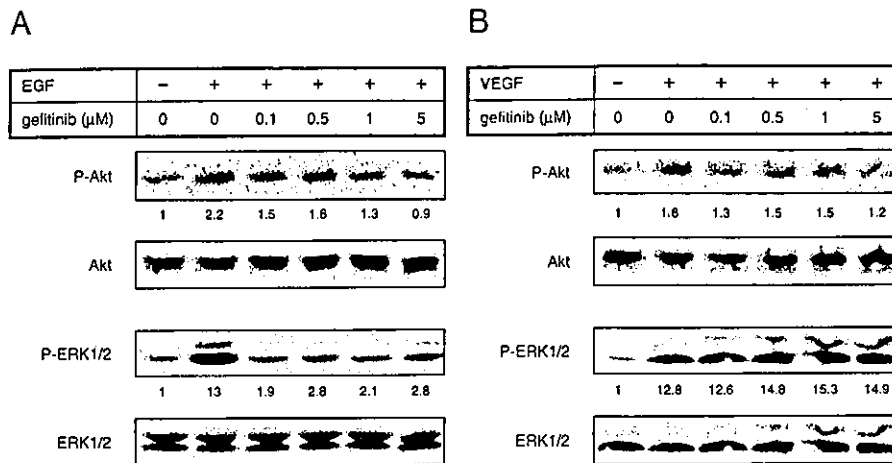 A
EGF − + + + + +
gefitinib (μM) 0 0 0.1 0.5 1 5
P-Akt
1 2.2 1.5 1.6 1.3 0.9
Akt
P-ERK1/2
1 13 1.9 2.8 2.1 2.8
ERK1/2
B
VEGF − + + + + +
gefitinib (μM) 0 0 0.1 0.5 1 5
P-Akt
1 1.6 1.3 1.5 1.5 1.2
Akt
P-ERK1/2
1 12.8 12.6 14.8 15.3 14.9
ERK1/2